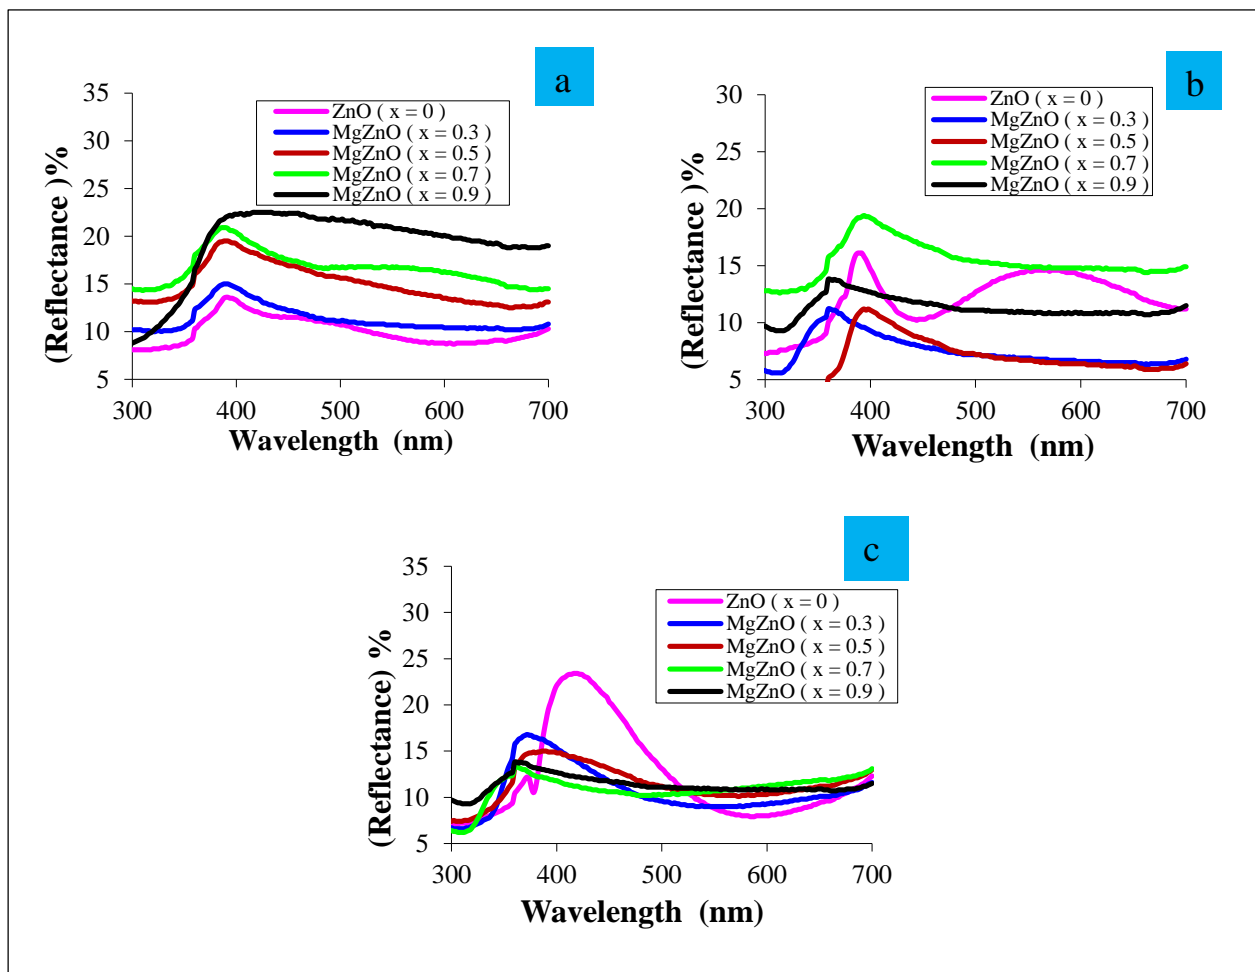 a
(Reflectance )%
35
30
25
20
15
10
5
ZnO ( x = 0 )
MgZnO ( x = 0.3 )
MgZnO ( x = 0.5 )
MgZnO ( x = 0.7 )
MgZnO ( x = 0.9 )
300 400 500 600 700
Wavelength (nm)
b
(Reflectance )%
30
25
20
15
10
5
ZnO ( x = 0 )
MgZnO ( x = 0.3 )
MgZnO ( x = 0.5 )
MgZnO ( x = 0.7 )
MgZnO ( x = 0.9 )
300 400 500 600 700
Wavelength (nm)
c
(Reflectance) %
35
30
25
20
15
10
5
ZnO ( x = 0 )
MgZnO ( x = 0.3 )
MgZnO ( x = 0.5 )
MgZnO ( x = 0.7 )
MgZnO ( x = 0.9 )
300 400 500 600 700
Wavelength (nm)